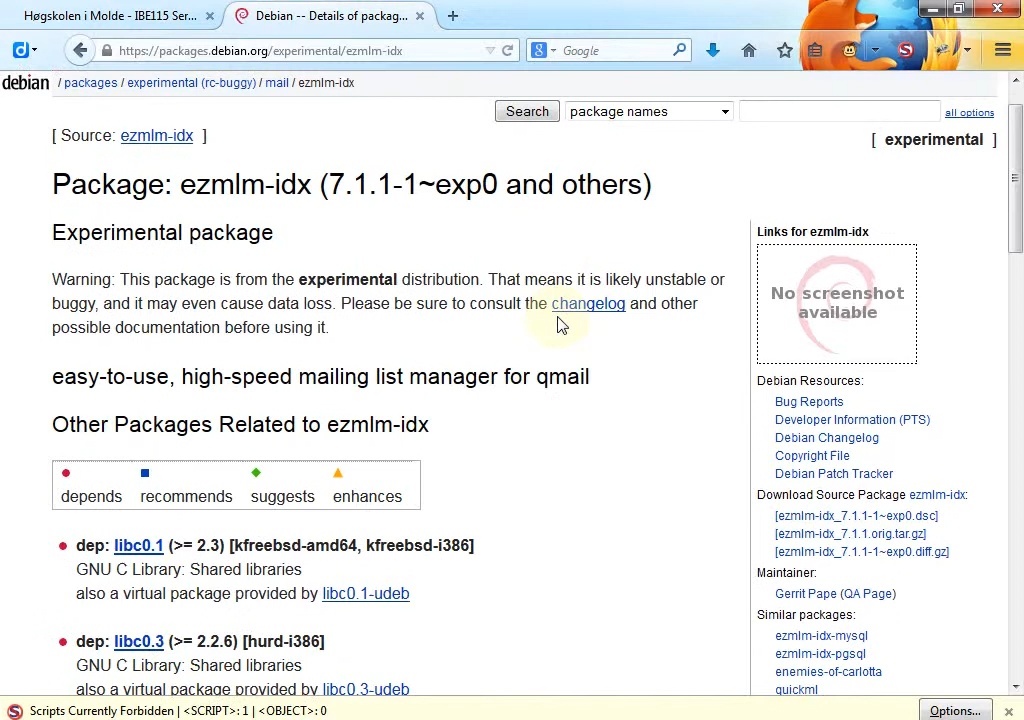 Høgskolen i Molde - IBE115 Ser...
Debian -- Details of packag...
https://packages.debian.org/experimental/ezmlm-idx
Google
debian / packages / experimental (rc-buggy) / mail / ezmlm-idx
Search package names all options
[ Source: ezmlm-idx ]
[ experimental ]
Package: ezmlm-idx (7.1.1-1~exp0 and others)
Experimental package
Warning: This package is from the experimental distribution. That means it is likely unstable or
buggy, and it may even cause data loss. Please be sure to consult the changelog and other
possible documentation before using it.
easy-to-use, high-speed mailing list manager for qmail
Other Packages Related to ezmlm-idx
depends recommends suggests enhances
dep: libc0.1 (>= 2.3) [kfreebsd-amd64, kfreebsd-i386]
GNU C Library: Shared libraries
also a virtual package provided by libc0.1-udeb
dep: libc0.3 (>= 2.2.6) [hurd-i386]
GNU C Library: Shared libraries
also a virtual package provided by libc0.3-udeb
Links for ezmlm-idx
No screenshot
available
Debian Resources:
Bug Reports
Developer Information (PTS)
Debian Changelog
Copyright File
Debian Patch Tracker
Download Source Package ezmlm-idx:
[ezmlm-idx_7.1.1-1~exp0.dsc]
[ezmlm-idx_7.1.1.orig.tar.gz]
[ezmlm-idx_7.1.1-1~exp0.diff.gz]
Maintainer:
Gerrit Pape (QA Page)
Similar packages:
ezmlm-idx-mysql
ezmlm-idx-pgsql
enemies-of-carlotta
quickml
Scripts Currently Forbidden | <SCRIPT>: 1 | <OBJECT>: 0
Options...